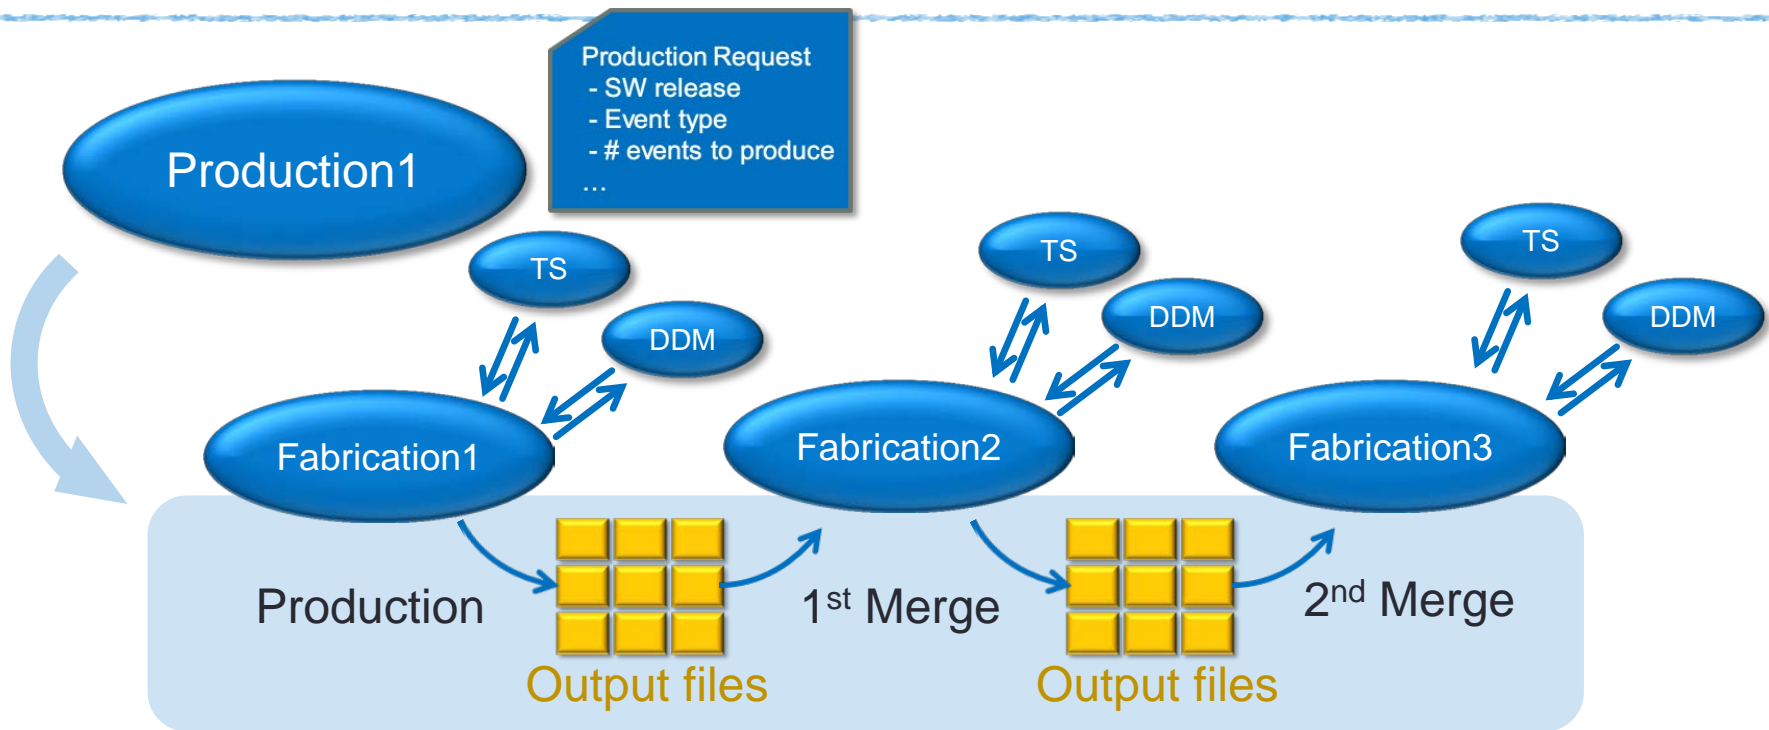 Production Request
- SW release
- Event type
- # events to produce
...
Production1
TS
DDM
TS
DDM
TS
DDM
Fabrication1
Fabrication2
Fabrication3
Production
1st Merge
2nd Merge
Output files
Output files